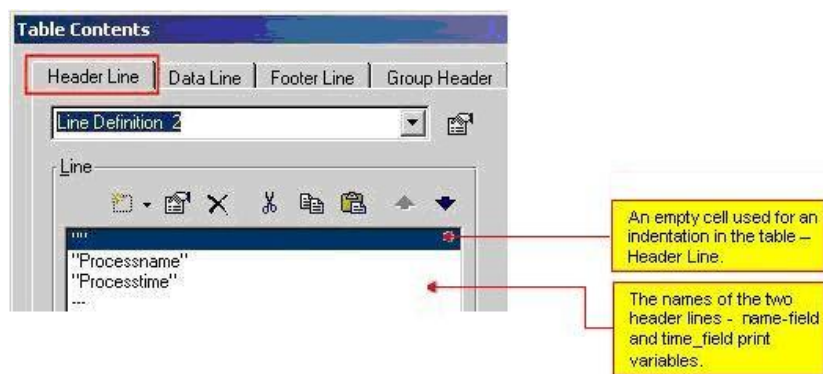 Table Contents
Header Line Data Line Footer Line Group Header
Line Definition 2
Line
""
"Processname"
"Processtime"
An empty cell used for an
indentation in the table –
Header Line.
The names of the two
header lines - name-field
and time_field print
variables.